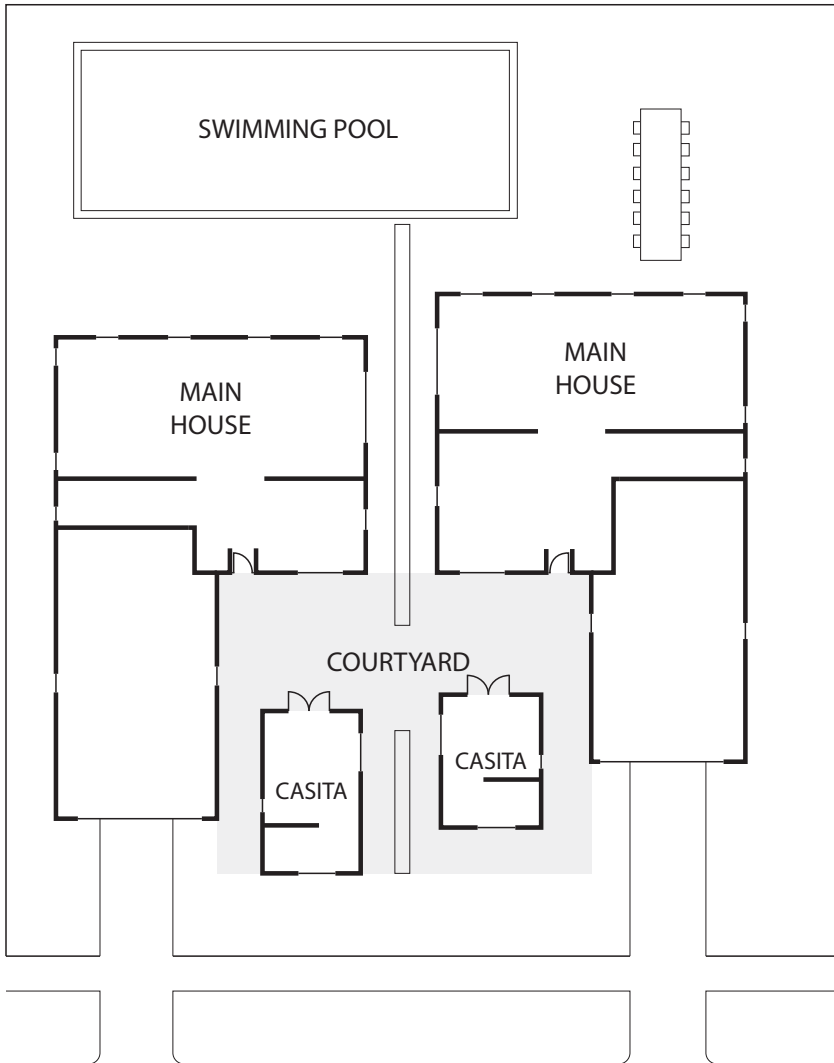 SWIMMING POOL
MAIN
HOUSE
MAIN
HOUSE
COURTYARD
CASITA
CASITA